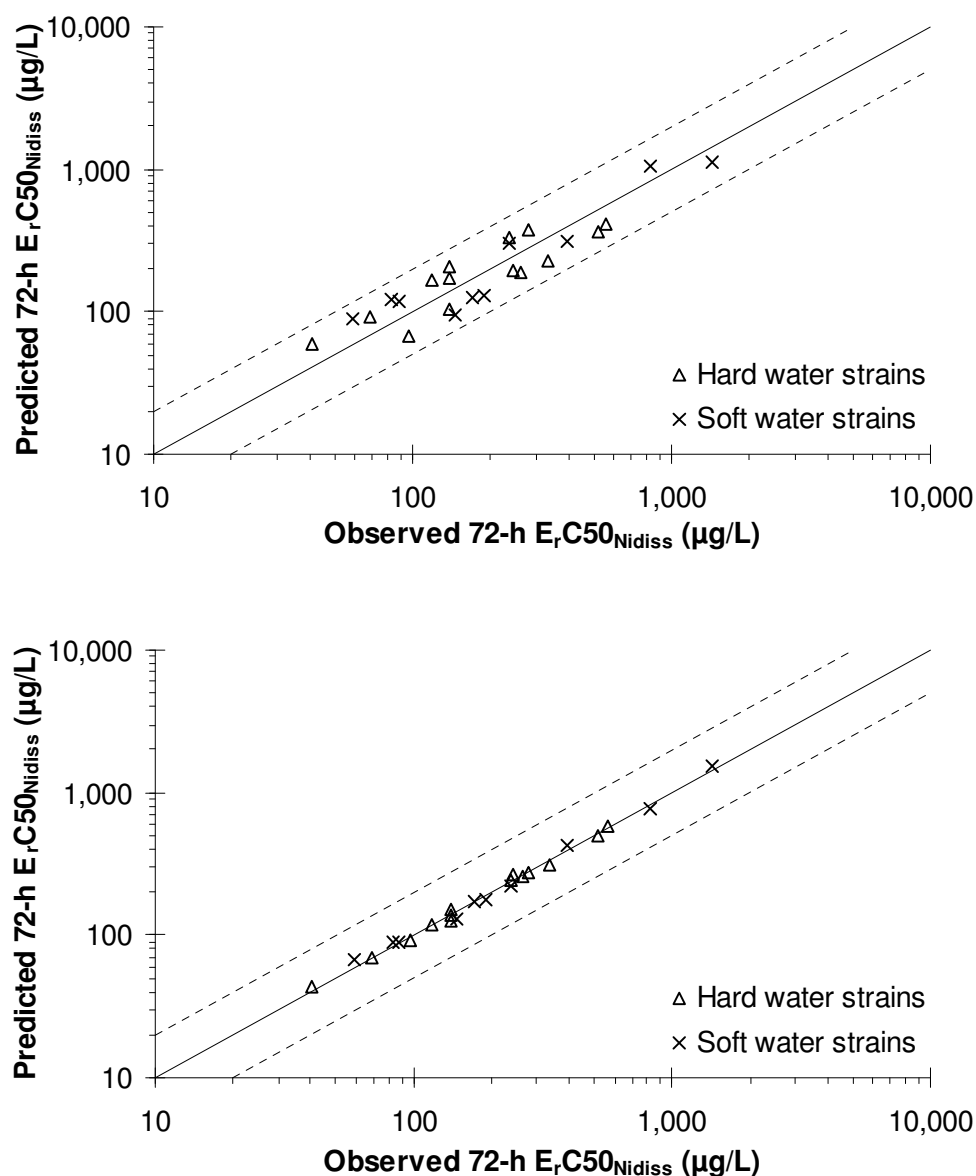 10,000
1,000
100
10
Predicted 72-h ErC50Nidiss (µg/L)
Hard water strains
Soft water strains
10 100 1,000 10,000
Observed 72-h ErC50Nidiss (µg/L)
10,000
1,000
100
10
Predicted 72-h ErC50Nidiss (µg/L)
Hard water strains
Soft water strains
10 100 1,000 10,000
Observed 72-h ErC50Nidiss (µg/L)